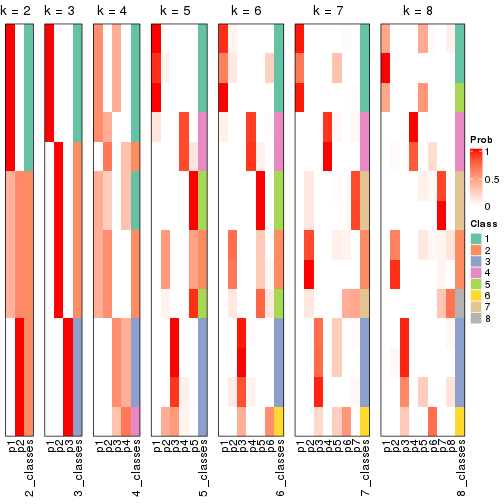 k = 2 k = 3 k = 4 k = 5 k = 6 k = 7 k = 8
Prob
1
0.5
0
Class
1
2
3
4
5
6
7
8
p1 p2 2_classes
p1 p2 p3 3_classes
p1 p2 p3 p4 4_classes
p1 p2 p3 p4 p5 5_classes
p1 p2 p3 p4 p5 p6 6_classes
p1 p2 p3 p4 p5 p6 p7 7_classes
p1 p2 p3 p4 p5 p6 p7 p8 8_classes